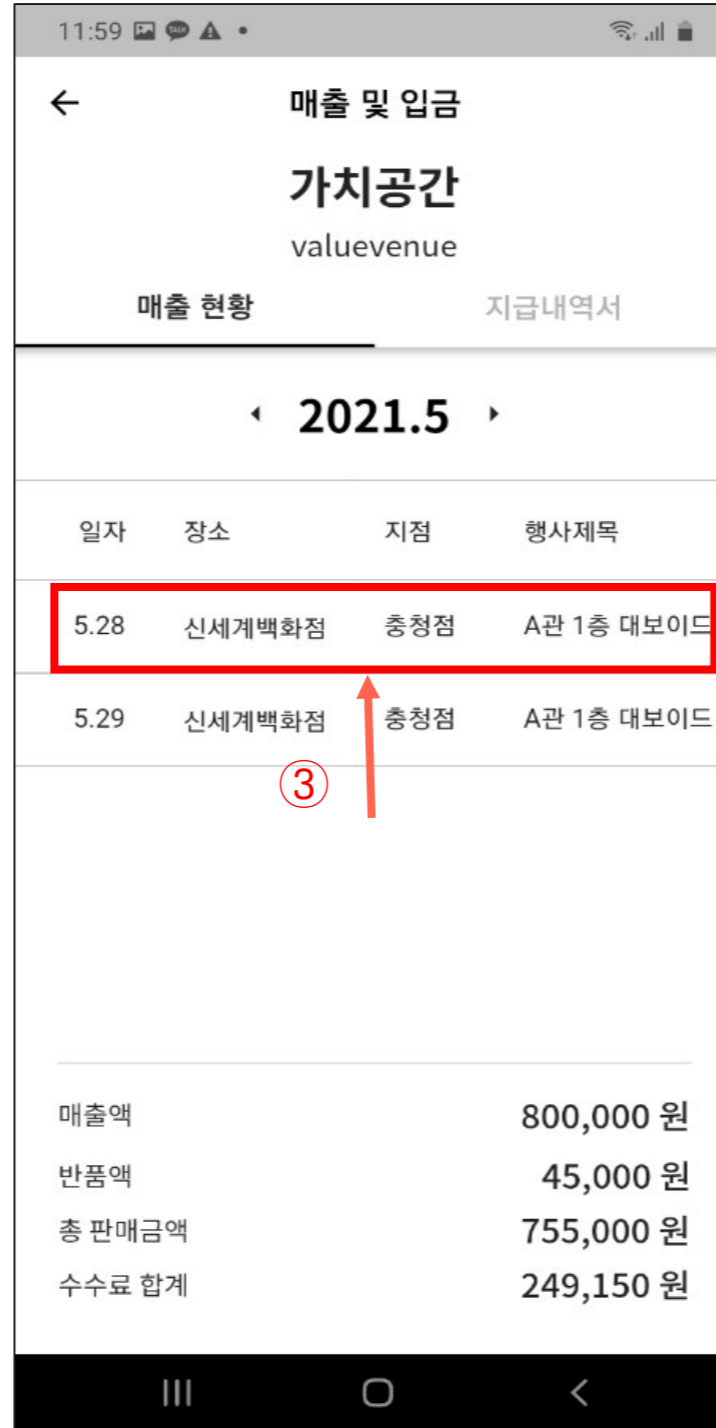 11:59
매출 및 입금
가치공간
valuevenue
매출 현황 지급내역서
2021.5
일자 장소 지점 행사제목
5.28 신세계백화점 충청점 A관 1층 대보이드
5.29 신세계백화점 충청점 A관 1층 대보이드
③
매출액 800,000 원
반품액 45,000 원
총 판매금액 755,000 원
수수료 합계 249,150 원